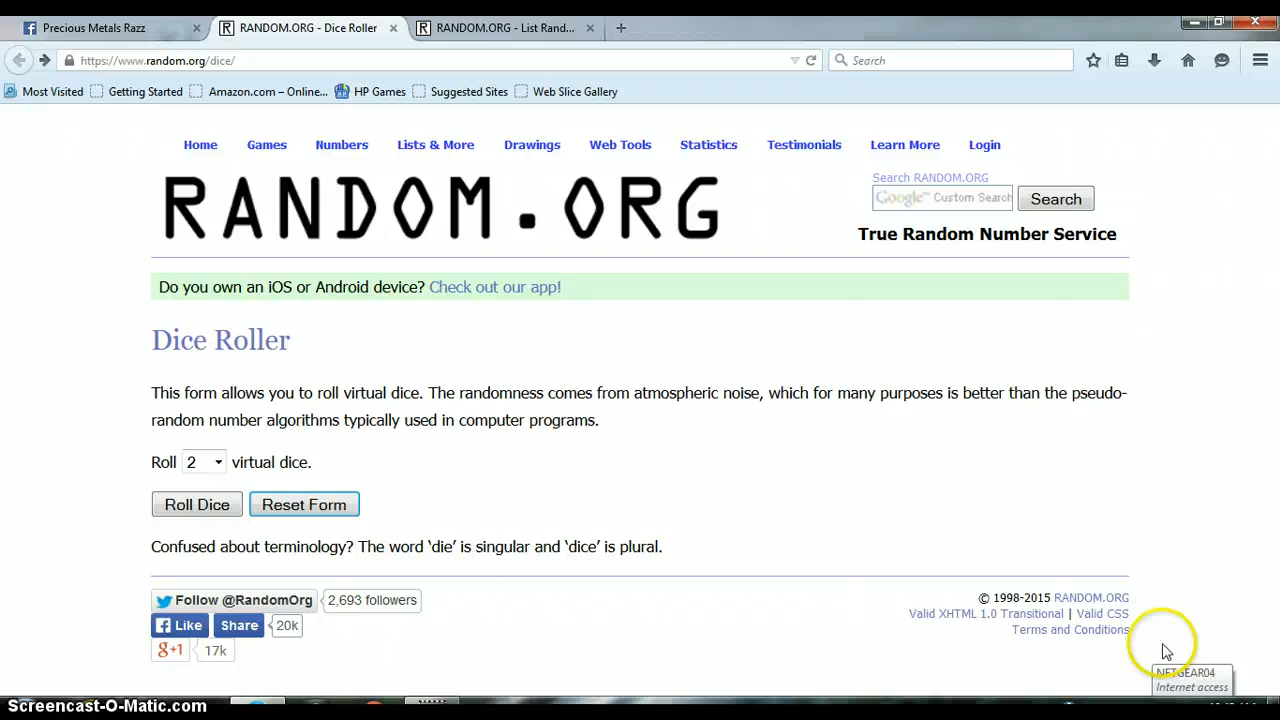 Precious Metals Razz
RANDOM.ORG - Dice Roller
RANDOM.ORG - List Rand...
https://www.random.org/dice/
Search
Most Visited
Getting Started
Amazon.com – Online...
HP Games
Suggested Sites
Web Slice Gallery
Home
Games
Numbers
Lists & More
Drawings
Web Tools
Statistics
Testimonials
Learn More
Login
RANDOM.ORG
Search RANDOM.ORG
Google™ Custom Search
Search
True Random Number Service
Do you own an iOS or Android device? Check out our app!
Dice Roller
This form allows you to roll virtual dice. The randomness comes from atmospheric noise, which for many purposes is better than the pseudo-
random number algorithms typically used in computer programs.
Roll 2 virtual dice.
Roll Dice
Reset Form
Confused about terminology? The word ‘die’ is singular and ‘dice’ is plural.
Follow @RandomOrg
2,693 followers
Like
Share
20k
g+1
17k
© 1998-2015 RANDOM.ORG
Valid XHTML 1.0 Transitional | Valid CSS
Terms and Conditions
NETGEAR04
Internet access
Screencast-O-Matic.com